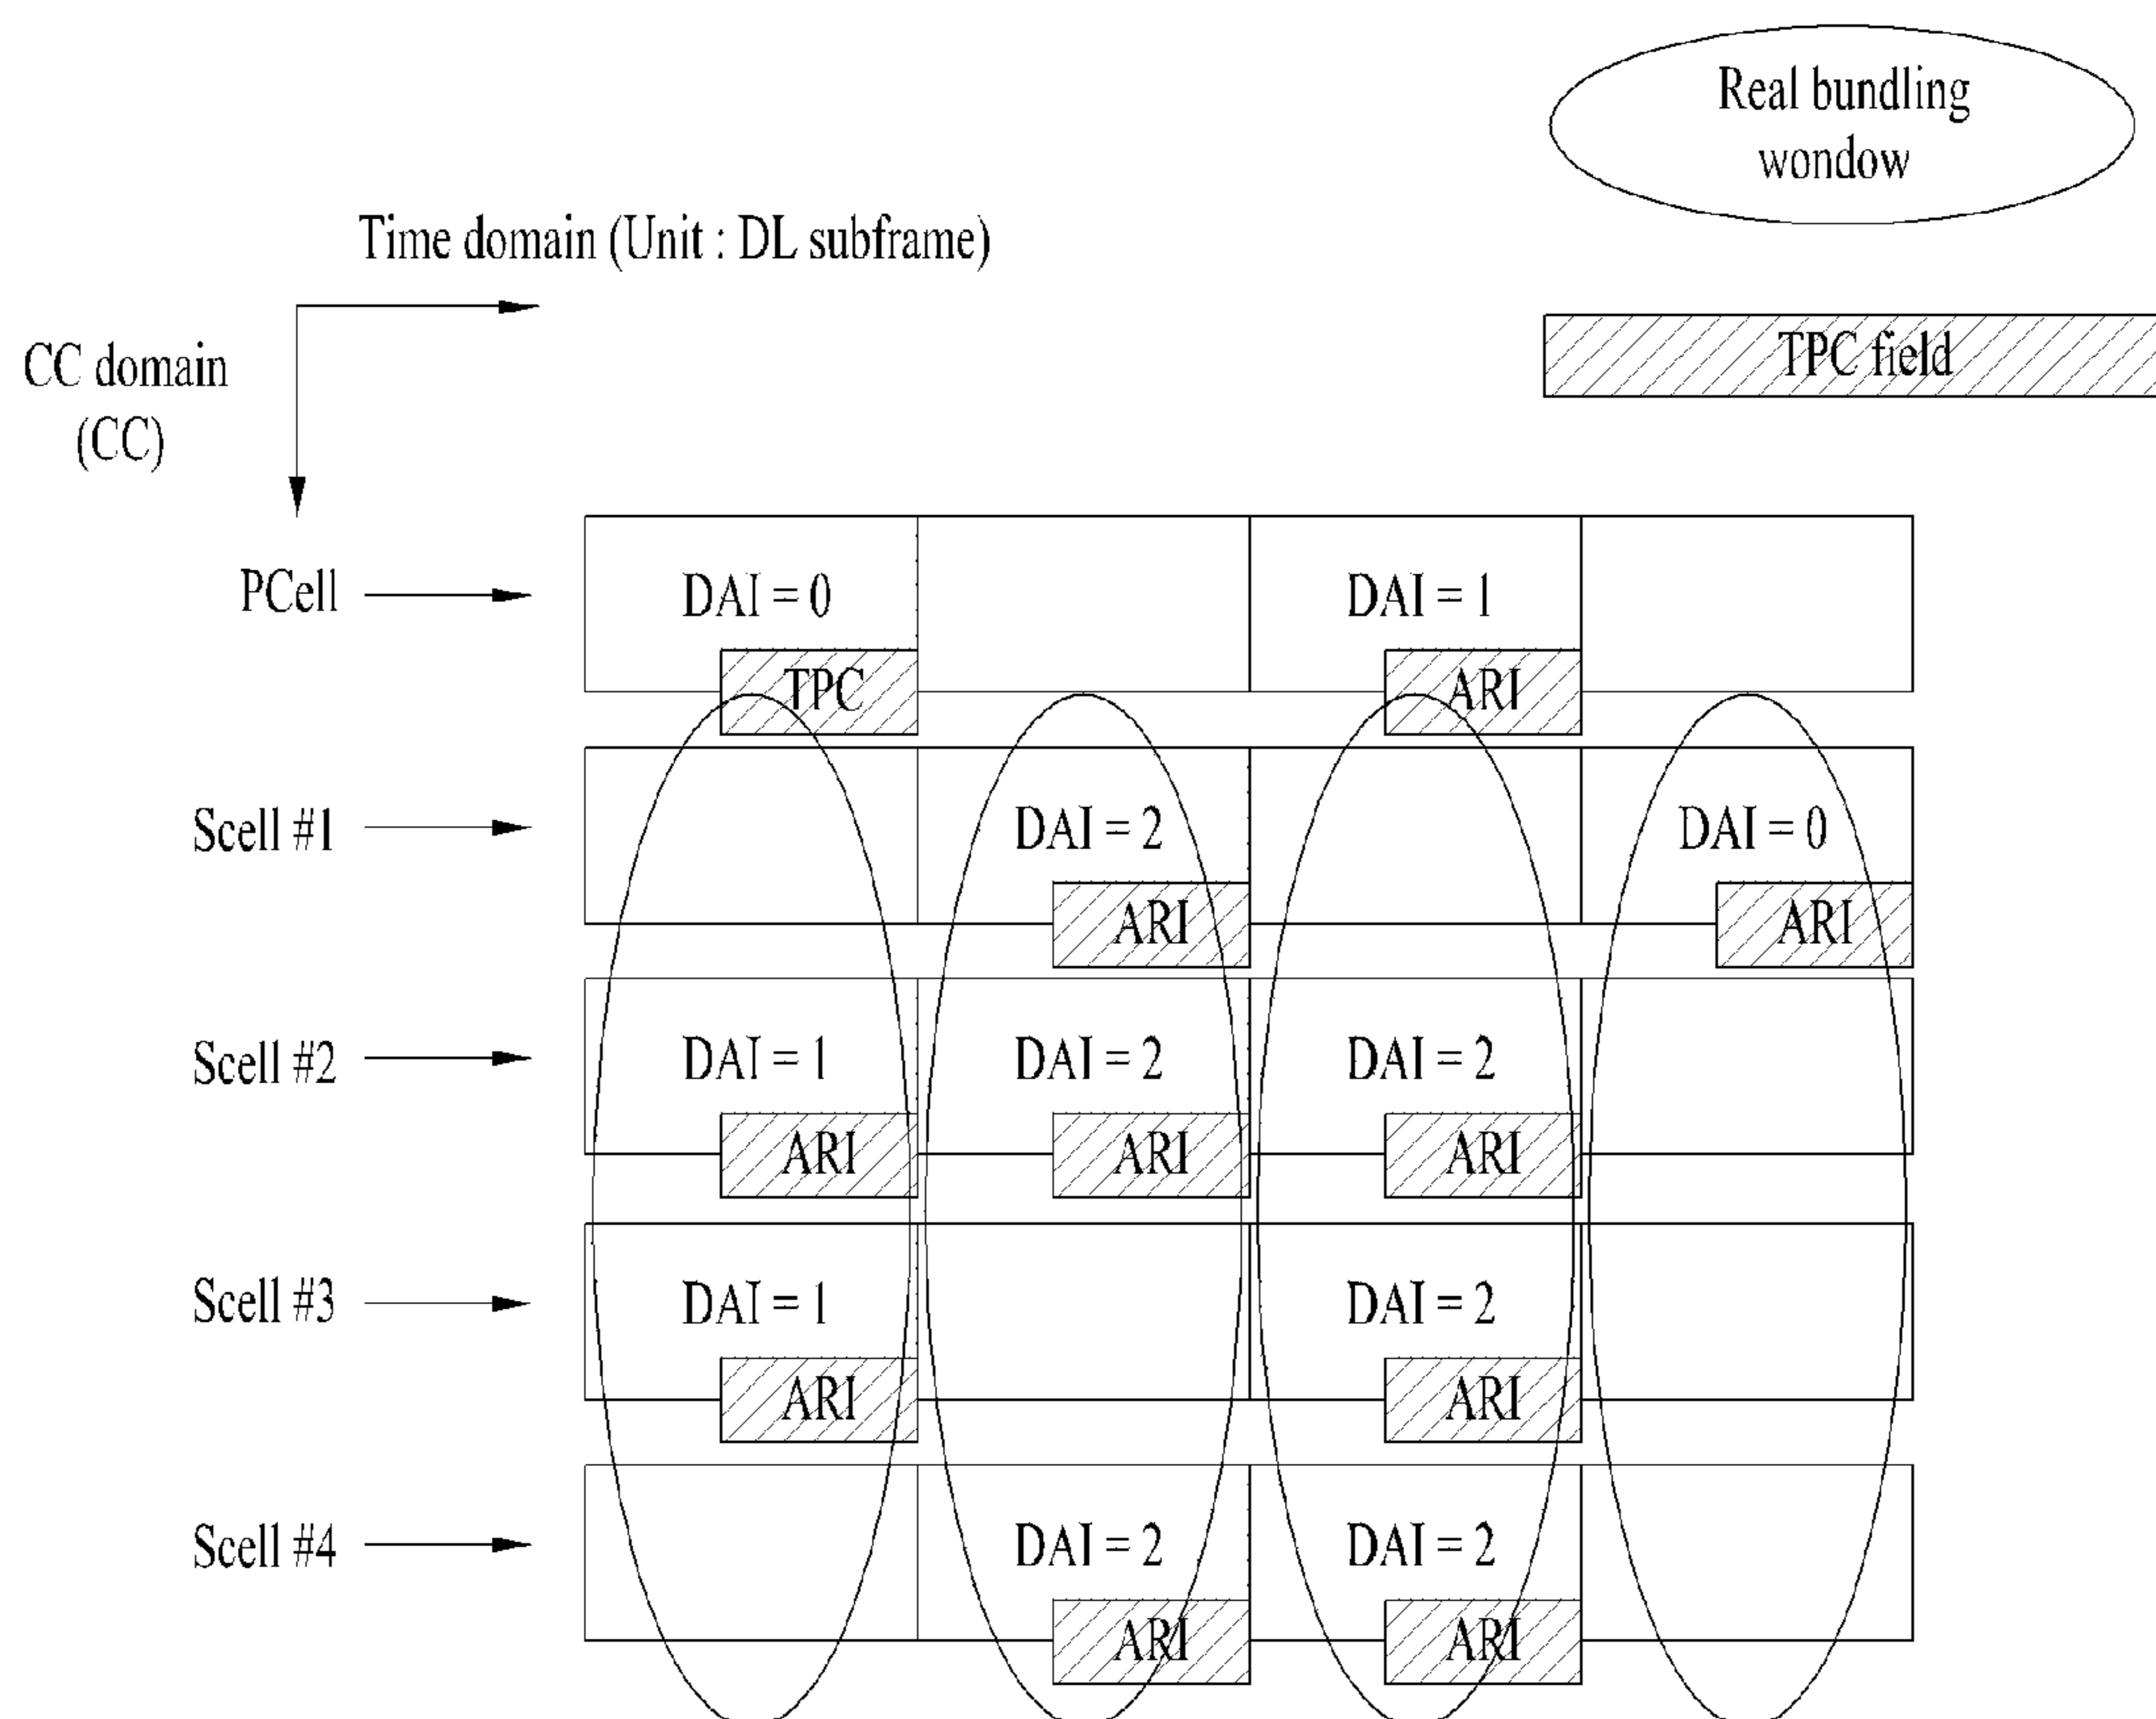 Real bundling
wondow
Time domain (Unit : DL subframe)
TPC field
CC domain
(CC)
PCell
DAI = 0
DAI = 1
TPC
ARI
Scell #1
DAI = 2
DAI = 0
ARI
ARI
Scell #2
DAI = 1
DAI = 2
DAI = 2
ARI
ARI
ARI
Scell #3
DAI = 1
DAI = 2
ARI
ARI
Scell #4
DAI = 2
DAI = 2
ARI
ARI